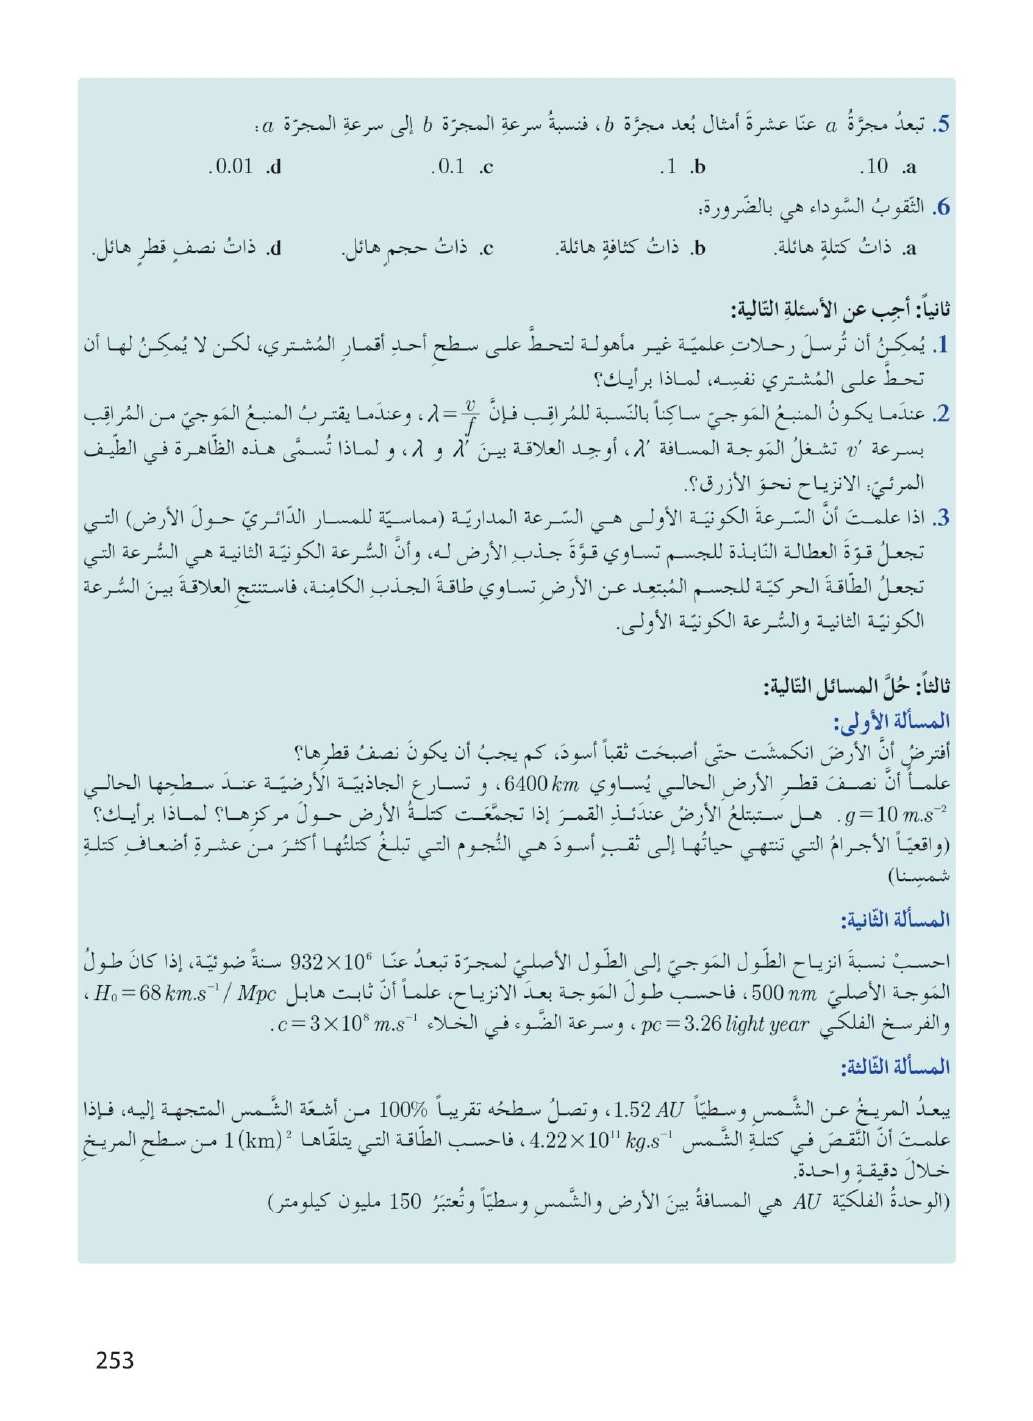 5. تبعدُ مجرَّةُ a عنّا عشرةَ أمثال بُعد مجرَّة b، فنسبةُ سرعةِ المجرّة b إلى سرعةِ المجرّة a:
a. 10. b. 1. c. 0.1. d. 0.01.
6. الثّقوبُ السَّوداء هي بالضّرورة:
a. ذاتُ كتلةٍ هائلة. b. ذاتُ كثافةٍ هائلة. c. ذاتُ حجمٍ هائل. d. ذاتُ نصفِ قطرٍ هائل.
ثانياً: أجِب عن الأسئلةِ التّالية:
1. يُمكِنُ أن تُرسلَ رحلاتٍ علميّة غير مأهولة لتحطَّ على سطحِ أحدِ أقمارِ المُشتري، لكن لا يُمكِنُ لها أن
تحطَّ على المُشتري نفسِه، لماذا برأيك؟
2. عندَما يكونُ المنبعُ المَوجيّ ساكِناً بالنّسبة للمُراقِب فإنَّ λ = v/f، وعندَما يقتربُ المنبعُ المَوجيّ من المُراقِب
بسرعة v′ تشغلُ المَوجة المسافة λ′، أوجِد العلاقة بينَ λ′ و λ، و لماذا تُسمَّى هذه الظّاهرة في الطّيف
المرئيّ: الانزياح نحوَ الأزرق؟.
3. اذا علمتَ أنَّ السّرعةَ الكونيّة الأولى هي السّرعة المداريّة (مماسيّة للمسار الدّائريّ حولَ الأرض) التي
تجعلُ قوّةَ العطالة النّابذة للجسم تساوي قوَّةَ جذبِ الأرضِ له، وأنَّ السُّرعة الكونيّة الثانية هي السُّرعة التي
تجعلُ الطّاقةَ الحركيّة للجسم المُبتعِد عن الأرضِ تساوي طاقةَ الجذبِ الكامِنة، فاستنتج العلاقةَ بينَ السُّرعة
الكونيّة الثانية والسُّرعة الكونيّة الأولى.
ثالثاً: حُلَّ المسائل التّالية:
المسألة الأولى:
أفترضُ أنَّ الأرضَ انكمشَت حتّى أصبحَت ثقباً أسودَ، كم يجبُ أن يكونَ نصفُ قطرِها؟
علماً أنَّ نصفَ قطرِ الأرضِ الحالي يُساوي 6400 km، و تسارع الجاذبيّة الأرضيّة عندَ سطحِها الحالي
g = 10 m.s⁻². هل ستبتلعُ الأرضُ عندَئذٍ القمرَ إذا تجمَّعَت كتلةُ الأرض حولَ مركزِها؟ لماذا برأيك؟
(واقعيّاً الأجرامُ التي تنتهي حياتُها إلى ثقبٍ أسودَ هي النُّجوم التي تبلغُ كتلتُها أكثرَ من عشرةِ أضعافِ كتلةِ
شمسِنا)
المسألة الثّانية:
احسبْ نسبةَ انزياحِ الطّول المَوجيّ إلى الطّول الأصليّ لمجرّة تبعدُ عنّا 932×10⁶ سنةً ضوئيّة، إذا كانَ طولُ
المَوجة الأصليّ 500 nm، فاحسب طولَ المَوجة بعدَ الانزياح، علماً أنَّ ثابت هابل H₀ = 68 km.s⁻¹ / Mpc،
والفرسخ الفلكي pc = 3.26 light year، وسرعة الضَّوء في الخلاء c = 3×10⁸ m.s⁻¹.
المسألة الثّالثة:
يبعدُ المريخُ عن الشَّمس وسطيّاً 1.52 AU، وتصلُ سطحُه تقريباً 100% من أشعّة الشَّمس المتجهة إليه، فإذا
علمتَ أنَّ النَّقصَ في كتلةِ الشَّمس 4.22×10¹¹ kg.s⁻¹، فاحسب الطّاقة التي يتلقّاها 1 (km)² من سطحِ المريخ
خلالَ دقيقةٍ واحدة.
(الوحدةُ الفلكيّة AU هي المسافةُ بينَ الأرض والشَّمس وسطيّاً وتُعتبَرُ 150 مليون كيلومتر)
253